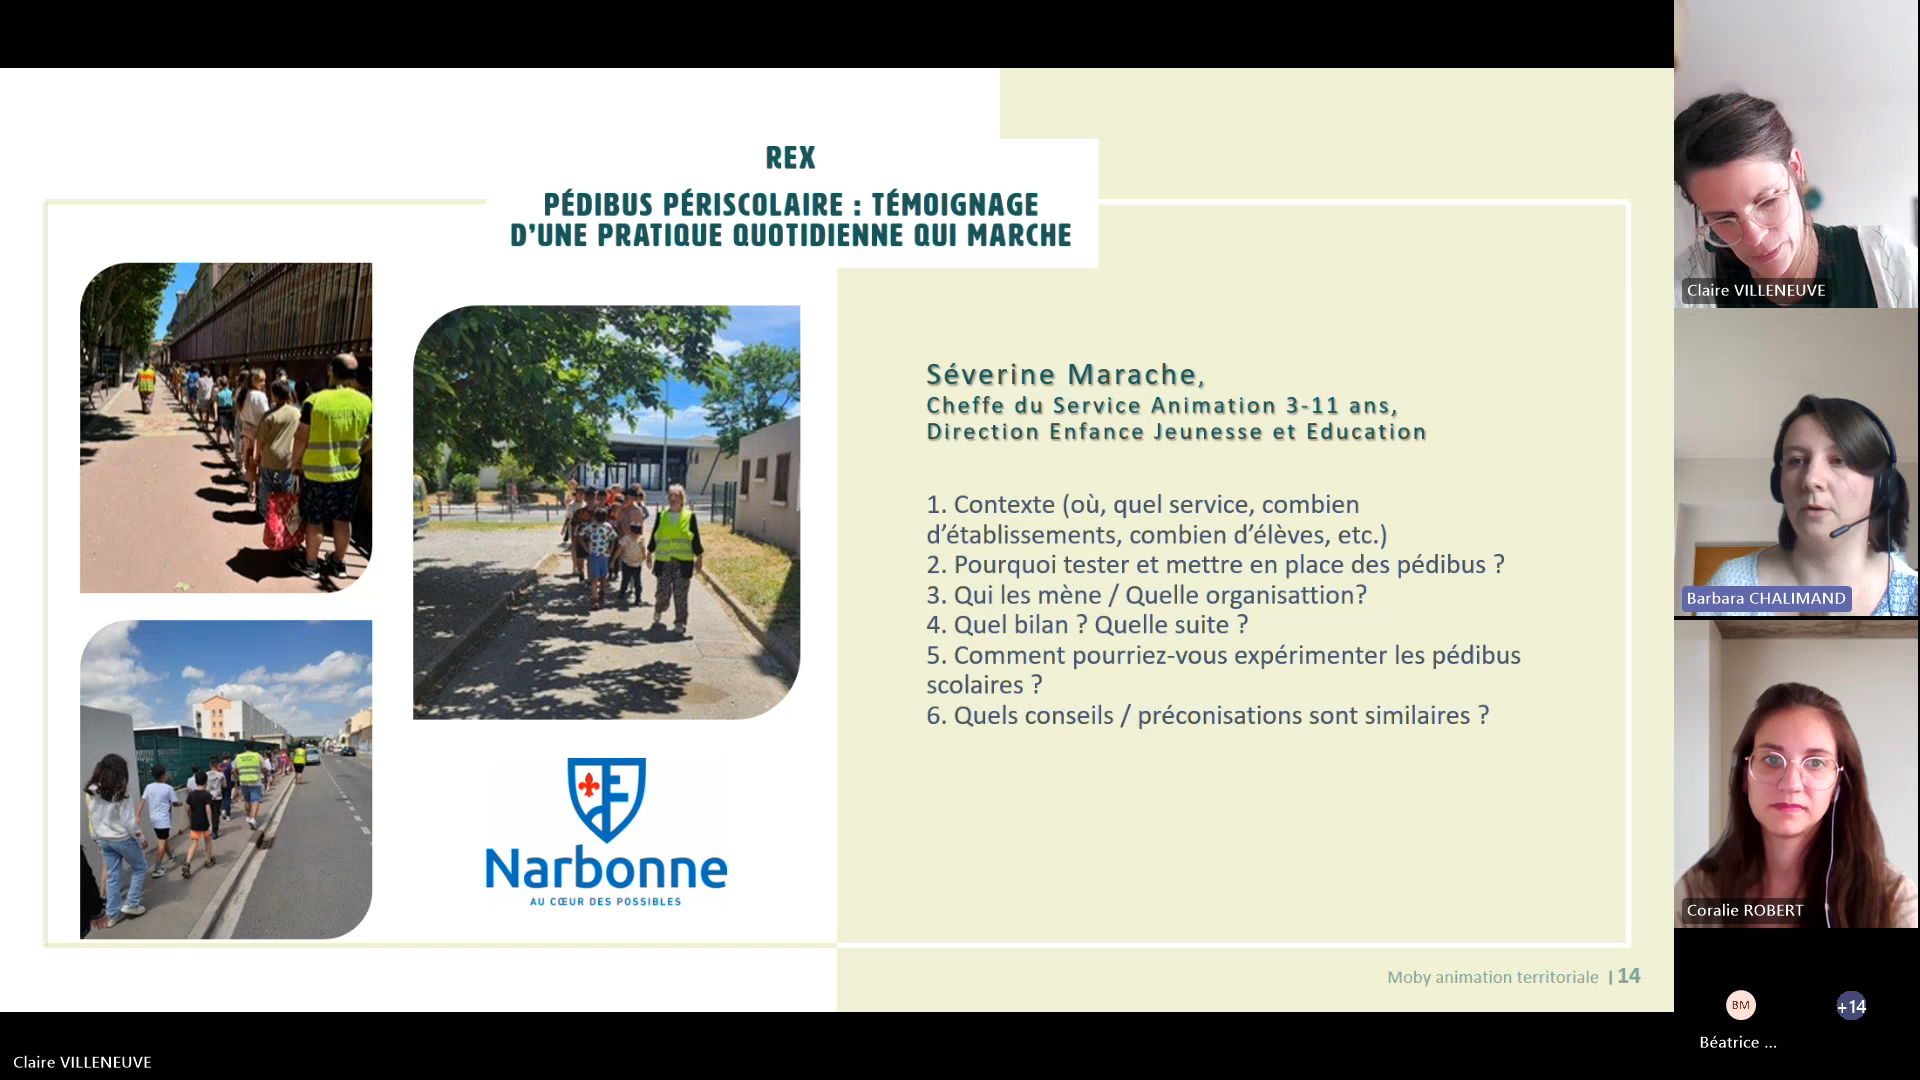 REX
PÉDIBUS PÉRISCOLAIRE : TÉMOIGNAGE
D'UNE PRATIQUE QUOTIDIENNE QUI MARCHE
Séverine Marache,
Cheffe du Service Animation 3-11 ans,
Direction Enfance Jeunesse et Education
1. Contexte (où, quel service, combien
d'établissements, combien d'élèves, etc.)
2. Pourquoi tester et mettre en place des pédibus ?
3. Qui les mène / Quelle organisattion?
4. Quel bilan ? Quelle suite ?
5. Comment pourriez-vous expérimenter les pédibus
scolaires ?
6. Quels conseils / préconisations sont similaires ?
Narbonne
AU CŒUR DES POSSIBLES
Moby animation territoriale | 14
Claire VILLENEUVE
Barbara CHALIMAND
Coralie ROBERT
BM
+14
Béatrice ...
Claire VILLENEUVE